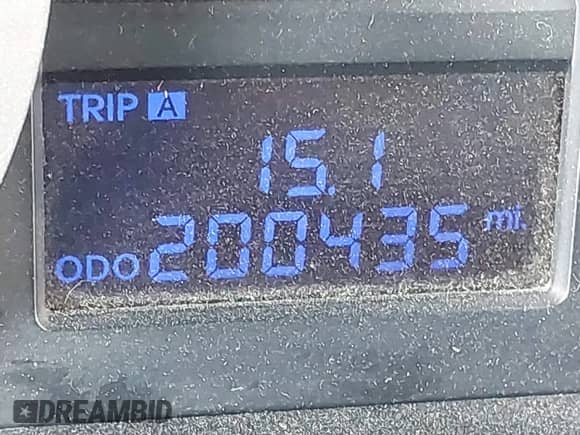 TRIP A
15.1
ODO 200435 mi.
DREAMBID